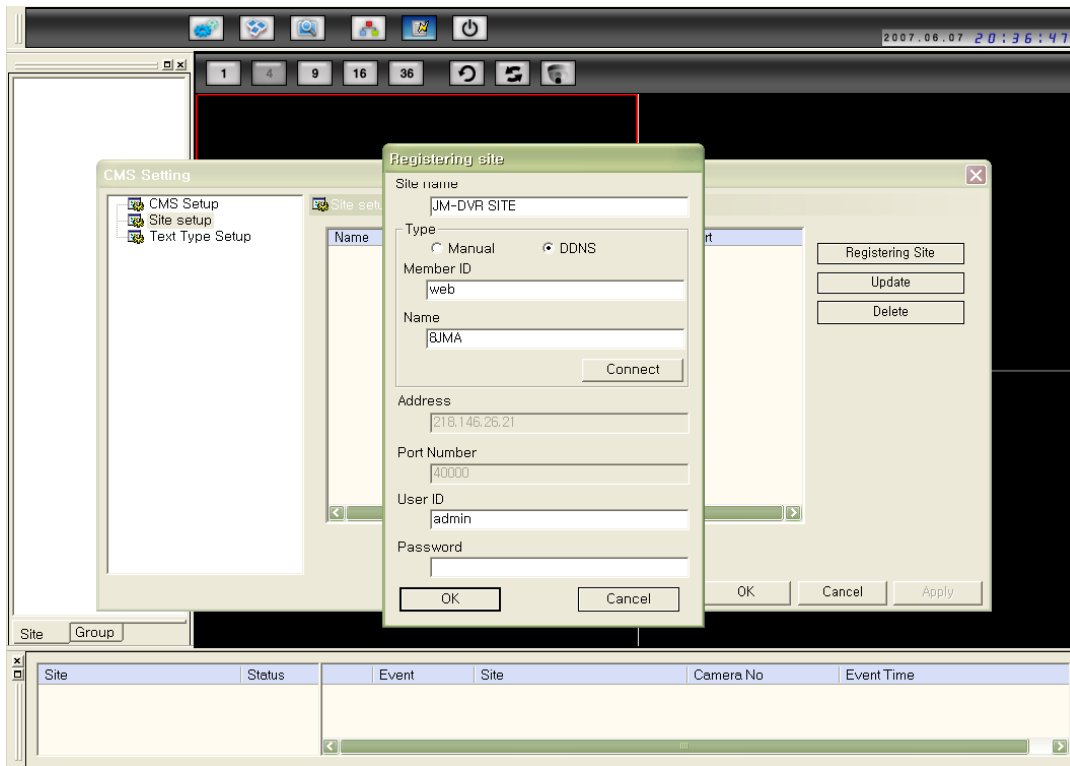 2007.06.07 20:36:47
1 4 9 16 36
Registering site
CMS Setting
Site name
JM-DVR SITE
CMS Setup
Site setup
Text Type Setup
Site setu
Name
rt
Type
Manual DDNS
Member ID
web
Name
8JMA
Connect
Registering Site
Update
Delete
Address
218.146.26.21
Port Number
40000
User ID
admin
Password
OK Cancel
OK Cancel Apply
Site Group
Site Status Event Site Camera No Event Time